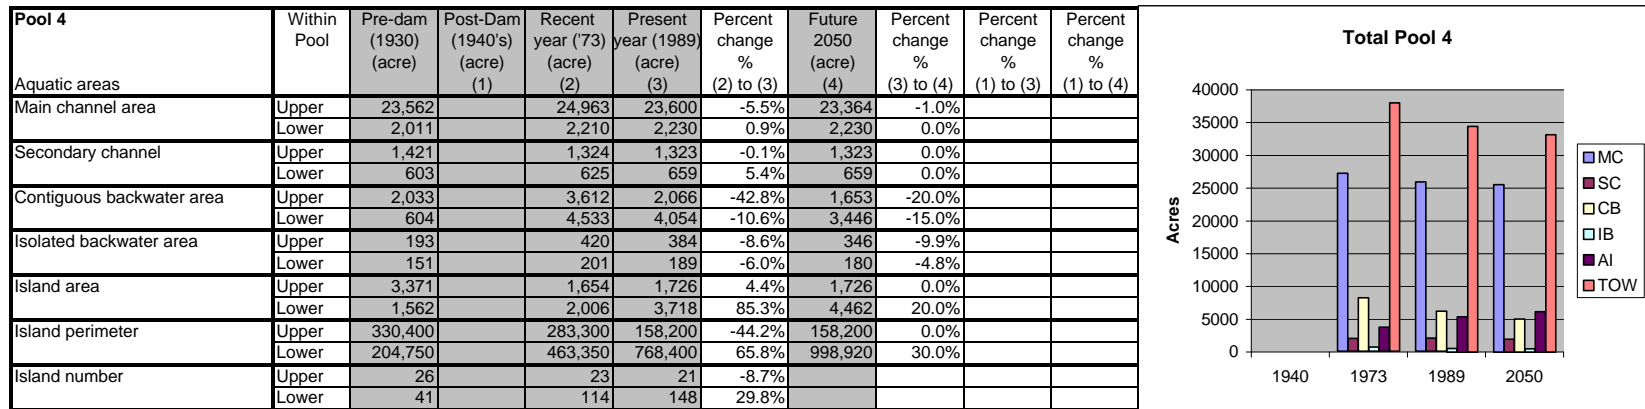 Pool 4 Within Pre-dam Post-Dam Recent Present Percent Future Percent Percent Percent
Pool (1930) (1940's) year ('73) year (1989) change 2050 change change change
(acre) (acre) (acre) (acre) % (acre) % % %
Aquatic areas (1) (2) (3) (2) to (3) (4) (3) to (4) (1) to (3) (1) to (4)
Main channel area Upper 23,562 24,963 23,600 -5.5% 23,364 -1.0%
Lower 2,011 2,210 2,230 0.9% 2,230 0.0%
Secondary channel Upper 1,421 1,324 1,323 -0.1% 1,323 0.0%
Lower 603 625 659 5.4% 659 0.0%
Contiguous backwater area Upper 2,033 3,612 2,066 -42.8% 1,653 -20.0%
Lower 604 4,533 4,054 -10.6% 3,446 -15.0%
Isolated backwater area Upper 193 420 384 -8.6% 346 -9.9%
Lower 151 201 189 -6.0% 180 -4.8%
Island area Upper 3,371 1,654 1,726 4.4% 1,726 0.0%
Lower 1,562 2,006 3,718 85.3% 4,462 20.0%
Island perimeter Upper 330,400 283,300 158,200 -44.2% 158,200 0.0%
Lower 204,750 463,350 768,400 65.8% 998,920 30.0%
Island number Upper 26 23 21 -8.7%
Lower 41 114 148 29.8%
Total Pool 4
Acres
40000
35000
30000
25000
20000
15000
10000
5000
0
1940 1973 1989 2050
MC
SC
CB
IB
AI
TOW